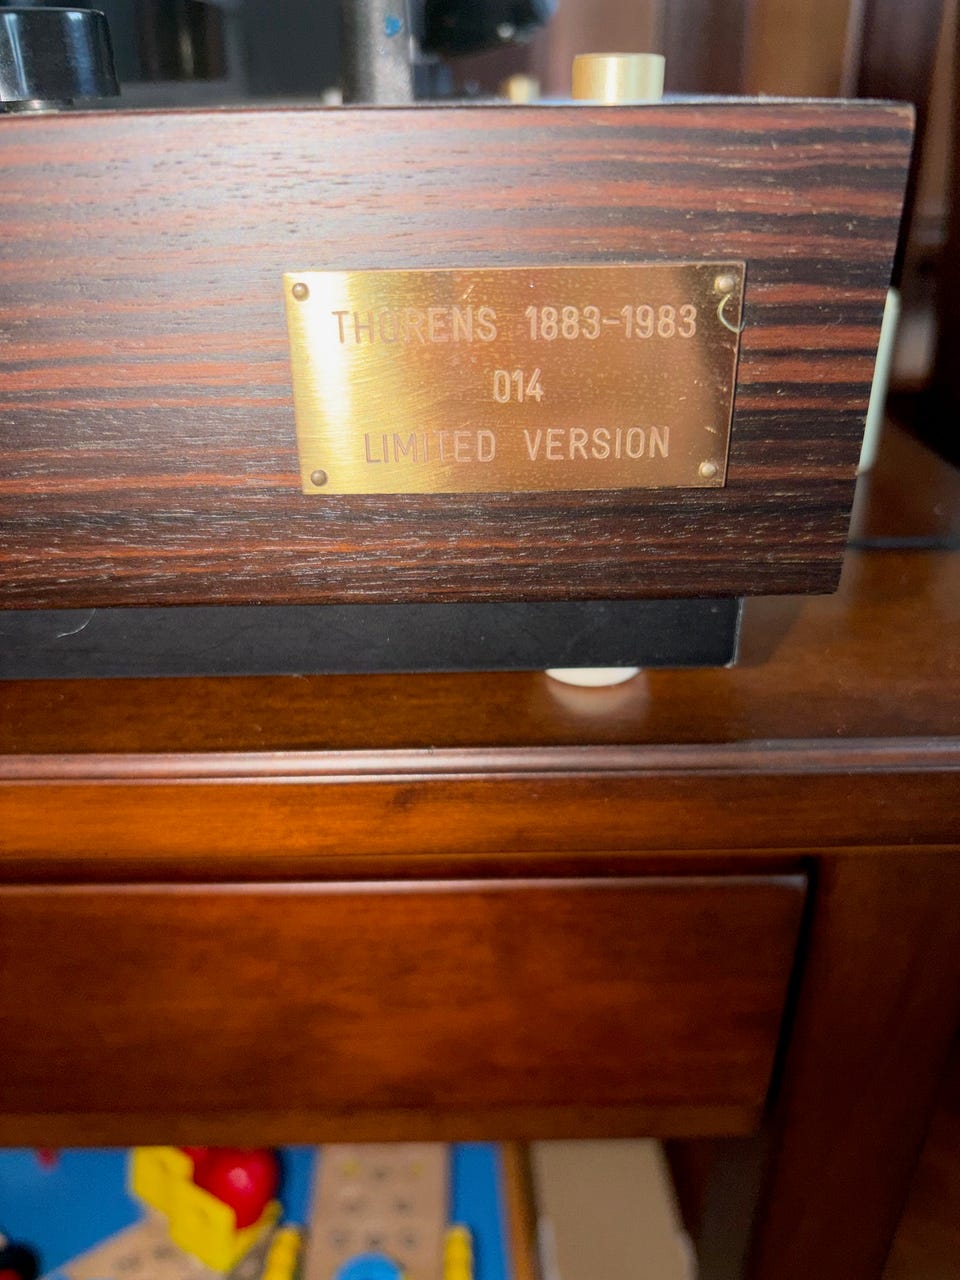 THORENS 1883-1983
014
LIMITED VERSION